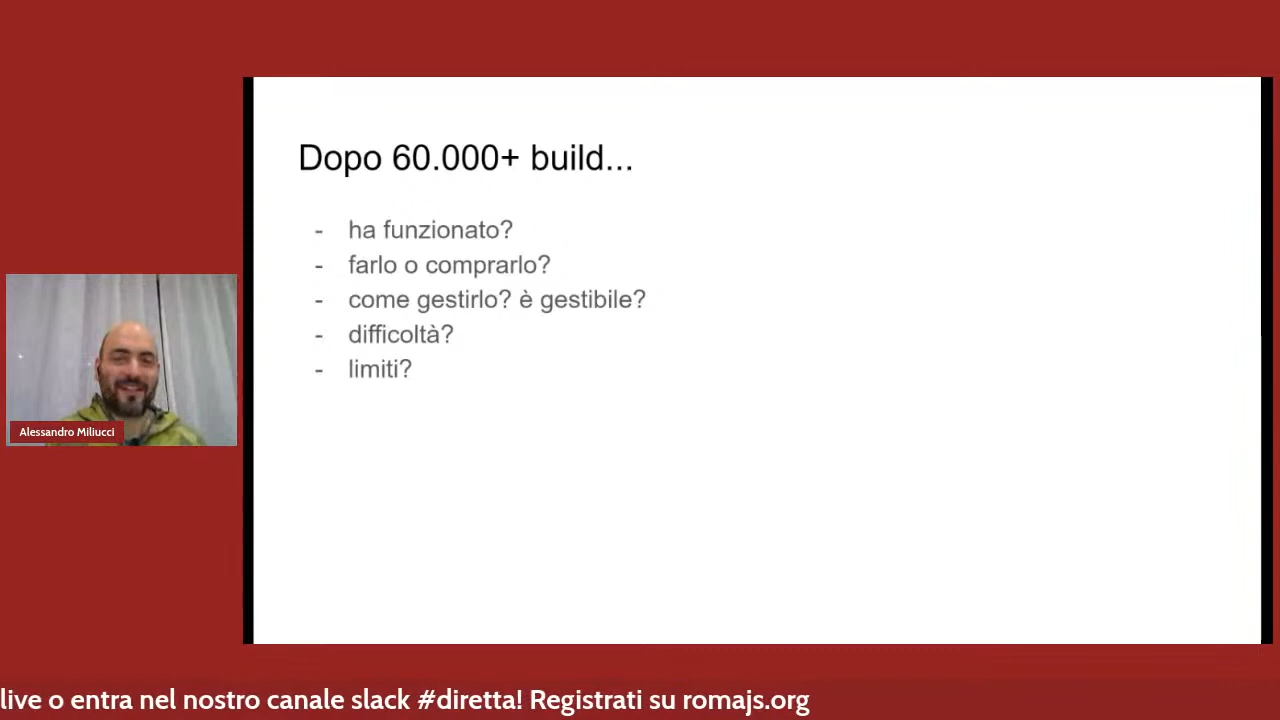 Dopo 60.000+ build...
- ha funzionato?
- farlo o comprarlo?
- come gestirlo? è gestibile?
- difficoltà?
- limiti?
Alessandro Miliucci
live o entra nel nostro canale slack #diretta! Registrati su romajs.org